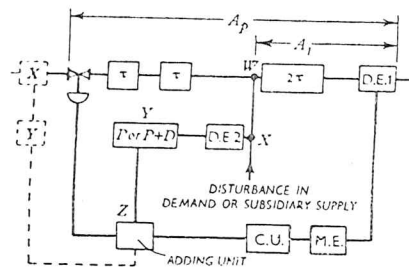 A_p
A_1
X
τ
τ
W
2τ
D.E.1
Y
Y
P or P+D
D.E.2
X
DISTURBANCE IN
DEMAND OR SUBSIDIARY SUPPLY
Z
C.U.
M.E.
ADDING UNIT